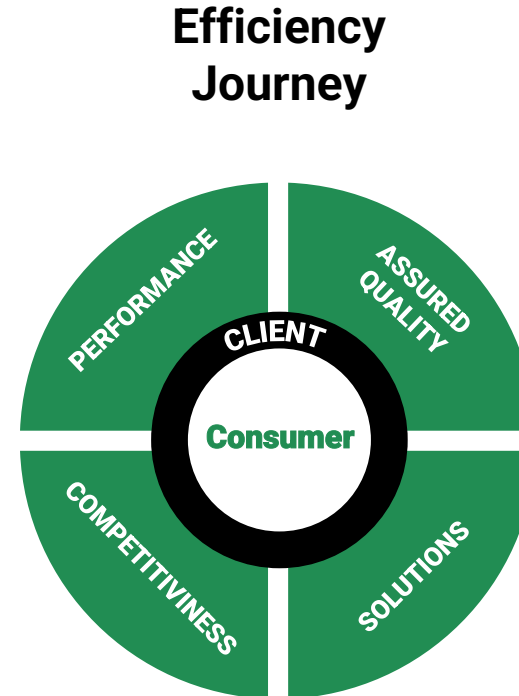 Efficiency
Journey
PERFORMANCE
ASSURED
QUALITY
CLIENT
Consumer
COMPETITIVINESS
SOLUTIONS